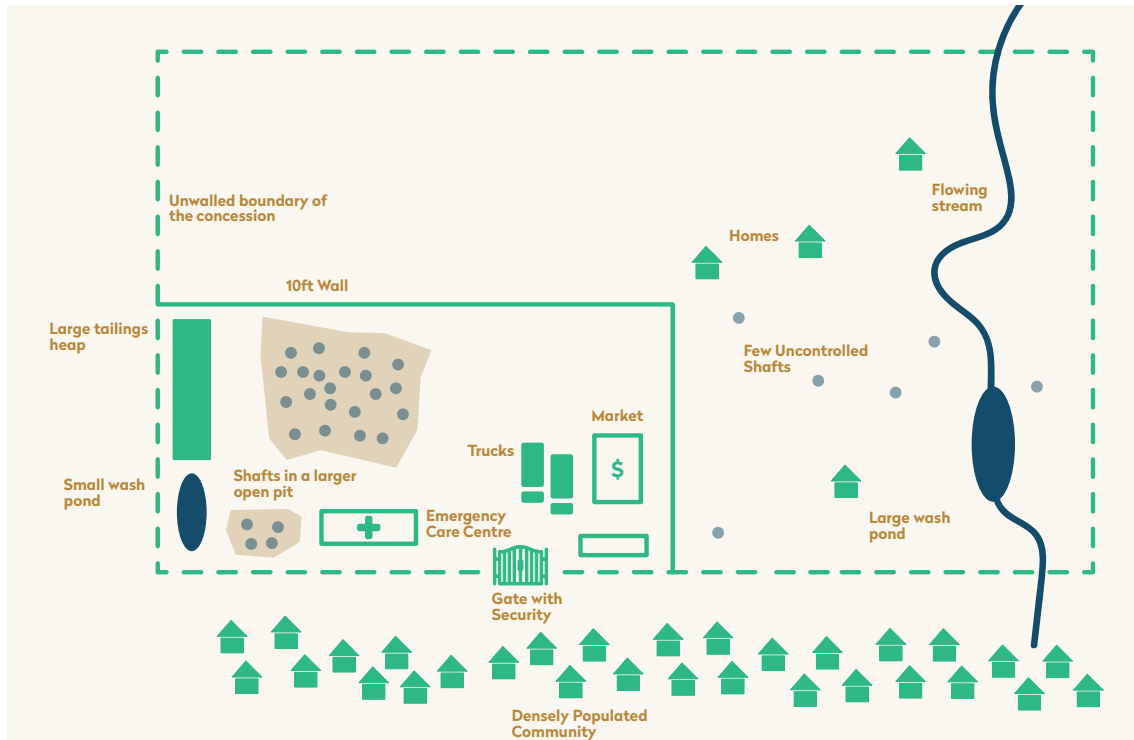 Flowing
stream
Unwalled boundary of
the concession
Homes
10ft Wall
Large tailings
heap
Few Uncontrolled
Shafts
Market
Trucks
$
Shafts in a larger
open pit
Small wash
pond
Emergency
Care Centre
Large wash
pond
Gate with
Security
Densely Populated
Community